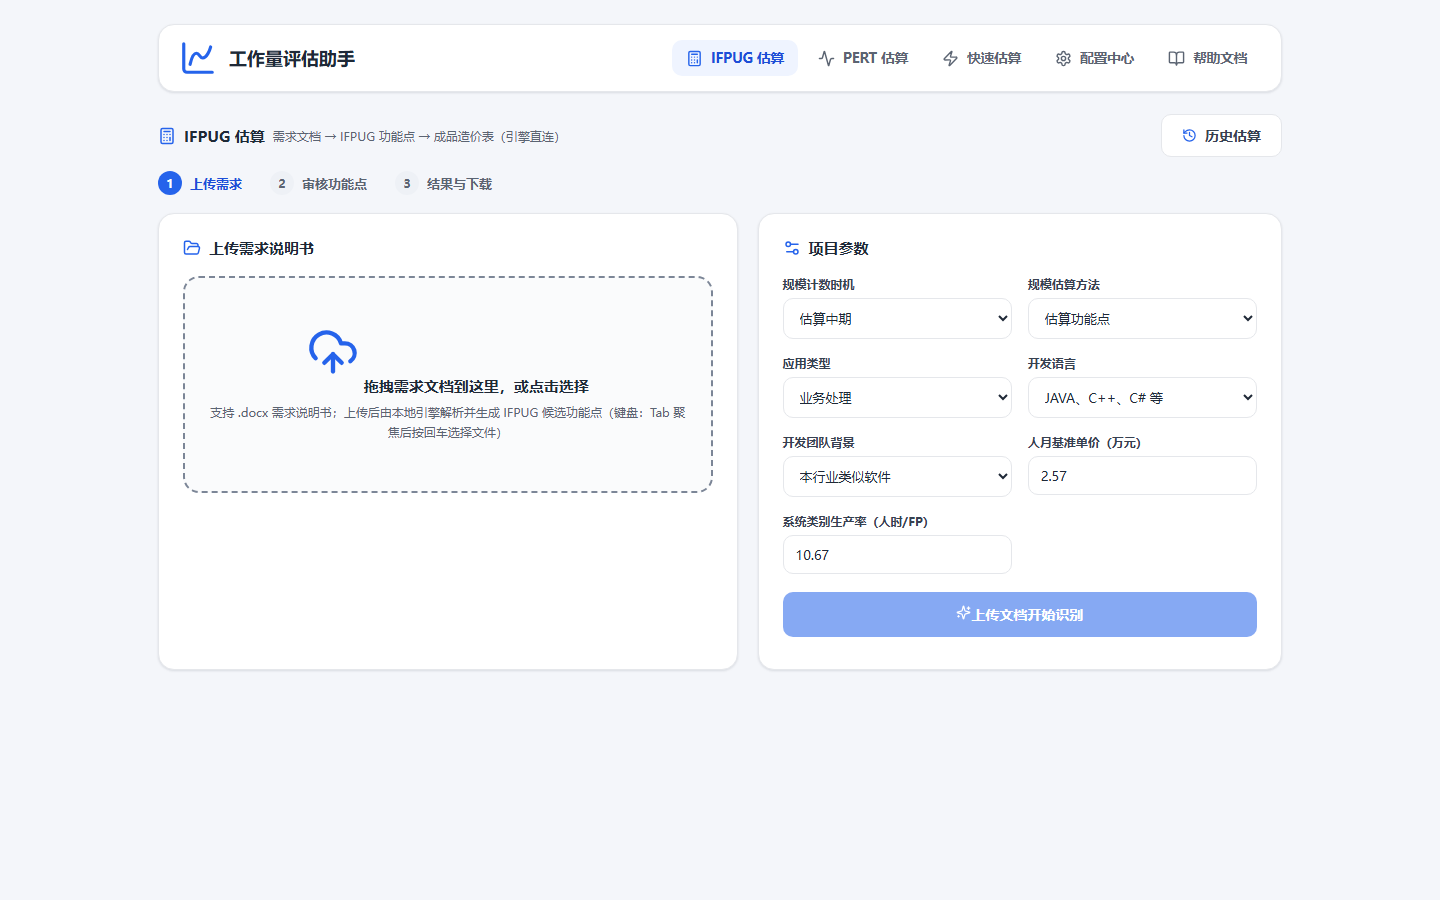 工作量评估助手
IFPUG 估算
PERT 估算
快速估算
配置中心
帮助文档
IFPUG 估算 需求文档 → IFPUG 功能点 → 成品造价表（引擎直连）
历史估算
1 上传需求
2 审核功能点
3 结果与下载
上传需求说明书
拖拽需求文档到这里，或点击选择
支持 .docx 需求说明书；上传后由本地引擎解析并生成 IFPUG 候选功能点（键盘：Tab 聚
焦后按回车选择文件）
项目参数
规模计数时机
估算中期
规模估算方法
估算功能点
应用类型
业务处理
开发语言
JAVA、C++、C# 等
开发团队背景
本行业类似软件
人月基准单价（万元）
2.57
系统类别生产率（人时/FP）
10.67
上传文档开始识别